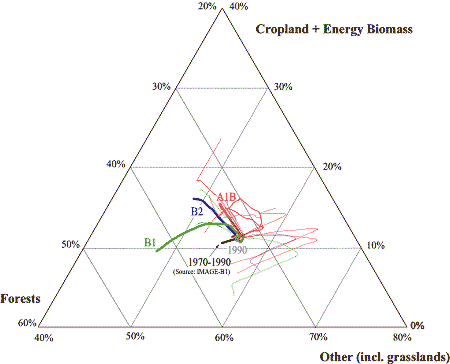 20% 40%
Cropland + Energy Biomass
30% 30%
40% 20%
A1B
B2
B1
1990
50% 10%
1970-1990
(Source: IMAGE-B1)
Forests
60% 0%
40% 50% 60% 70% 80%
Other (incl. grasslands)